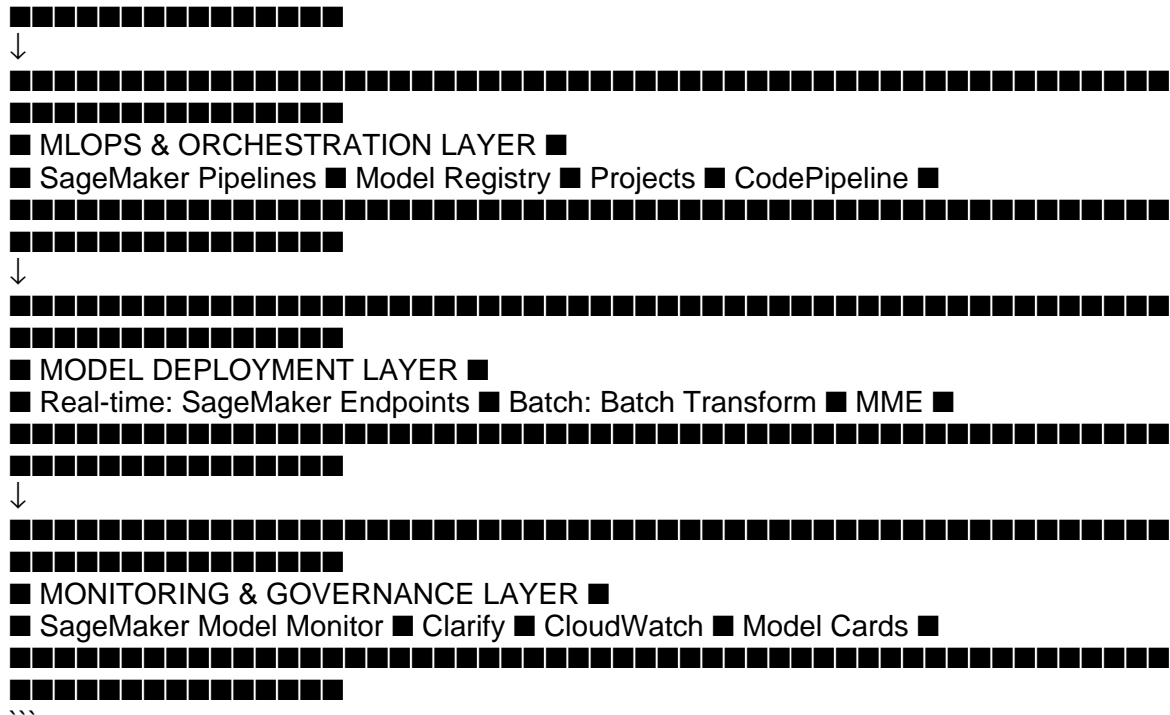 ■■■■■■■■■■■■■■■
↓
■■■■■■■■■■■■■■■■■■■■■■■■■■■■■■■■■■■■■■■■■■■■■■■■■■■■
■■■■■■■■■■■■■■■
■ MLOPS & ORCHESTRATION LAYER ■
■ SageMaker Pipelines ■ Model Registry ■ Projects ■ CodePipeline ■
■■■■■■■■■■■■■■■■■■■■■■■■■■■■■■■■■■■■■■■■■■■■■■■■■■■■
■■■■■■■■■■■■■■■
↓
■■■■■■■■■■■■■■■■■■■■■■■■■■■■■■■■■■■■■■■■■■■■■■■■■■■■
■■■■■■■■■■■■■■■
■ MODEL DEPLOYMENT LAYER ■
■ Real-time: SageMaker Endpoints ■ Batch: Batch Transform ■ MME ■
■■■■■■■■■■■■■■■■■■■■■■■■■■■■■■■■■■■■■■■■■■■■■■■■■■■■
■■■■■■■■■■■■■■■
↓
■■■■■■■■■■■■■■■■■■■■■■■■■■■■■■■■■■■■■■■■■■■■■■■■■■■■
■■■■■■■■■■■■■■■
■ MONITORING & GOVERNANCE LAYER ■
■ SageMaker Model Monitor ■ Clarify ■ CloudWatch ■ Model Cards ■
■■■■■■■■■■■■■■■■■■■■■■■■■■■■■■■■■■■■■■■■■■■■■■■■■■■■
■■■■■■■■■■■■■■■
```